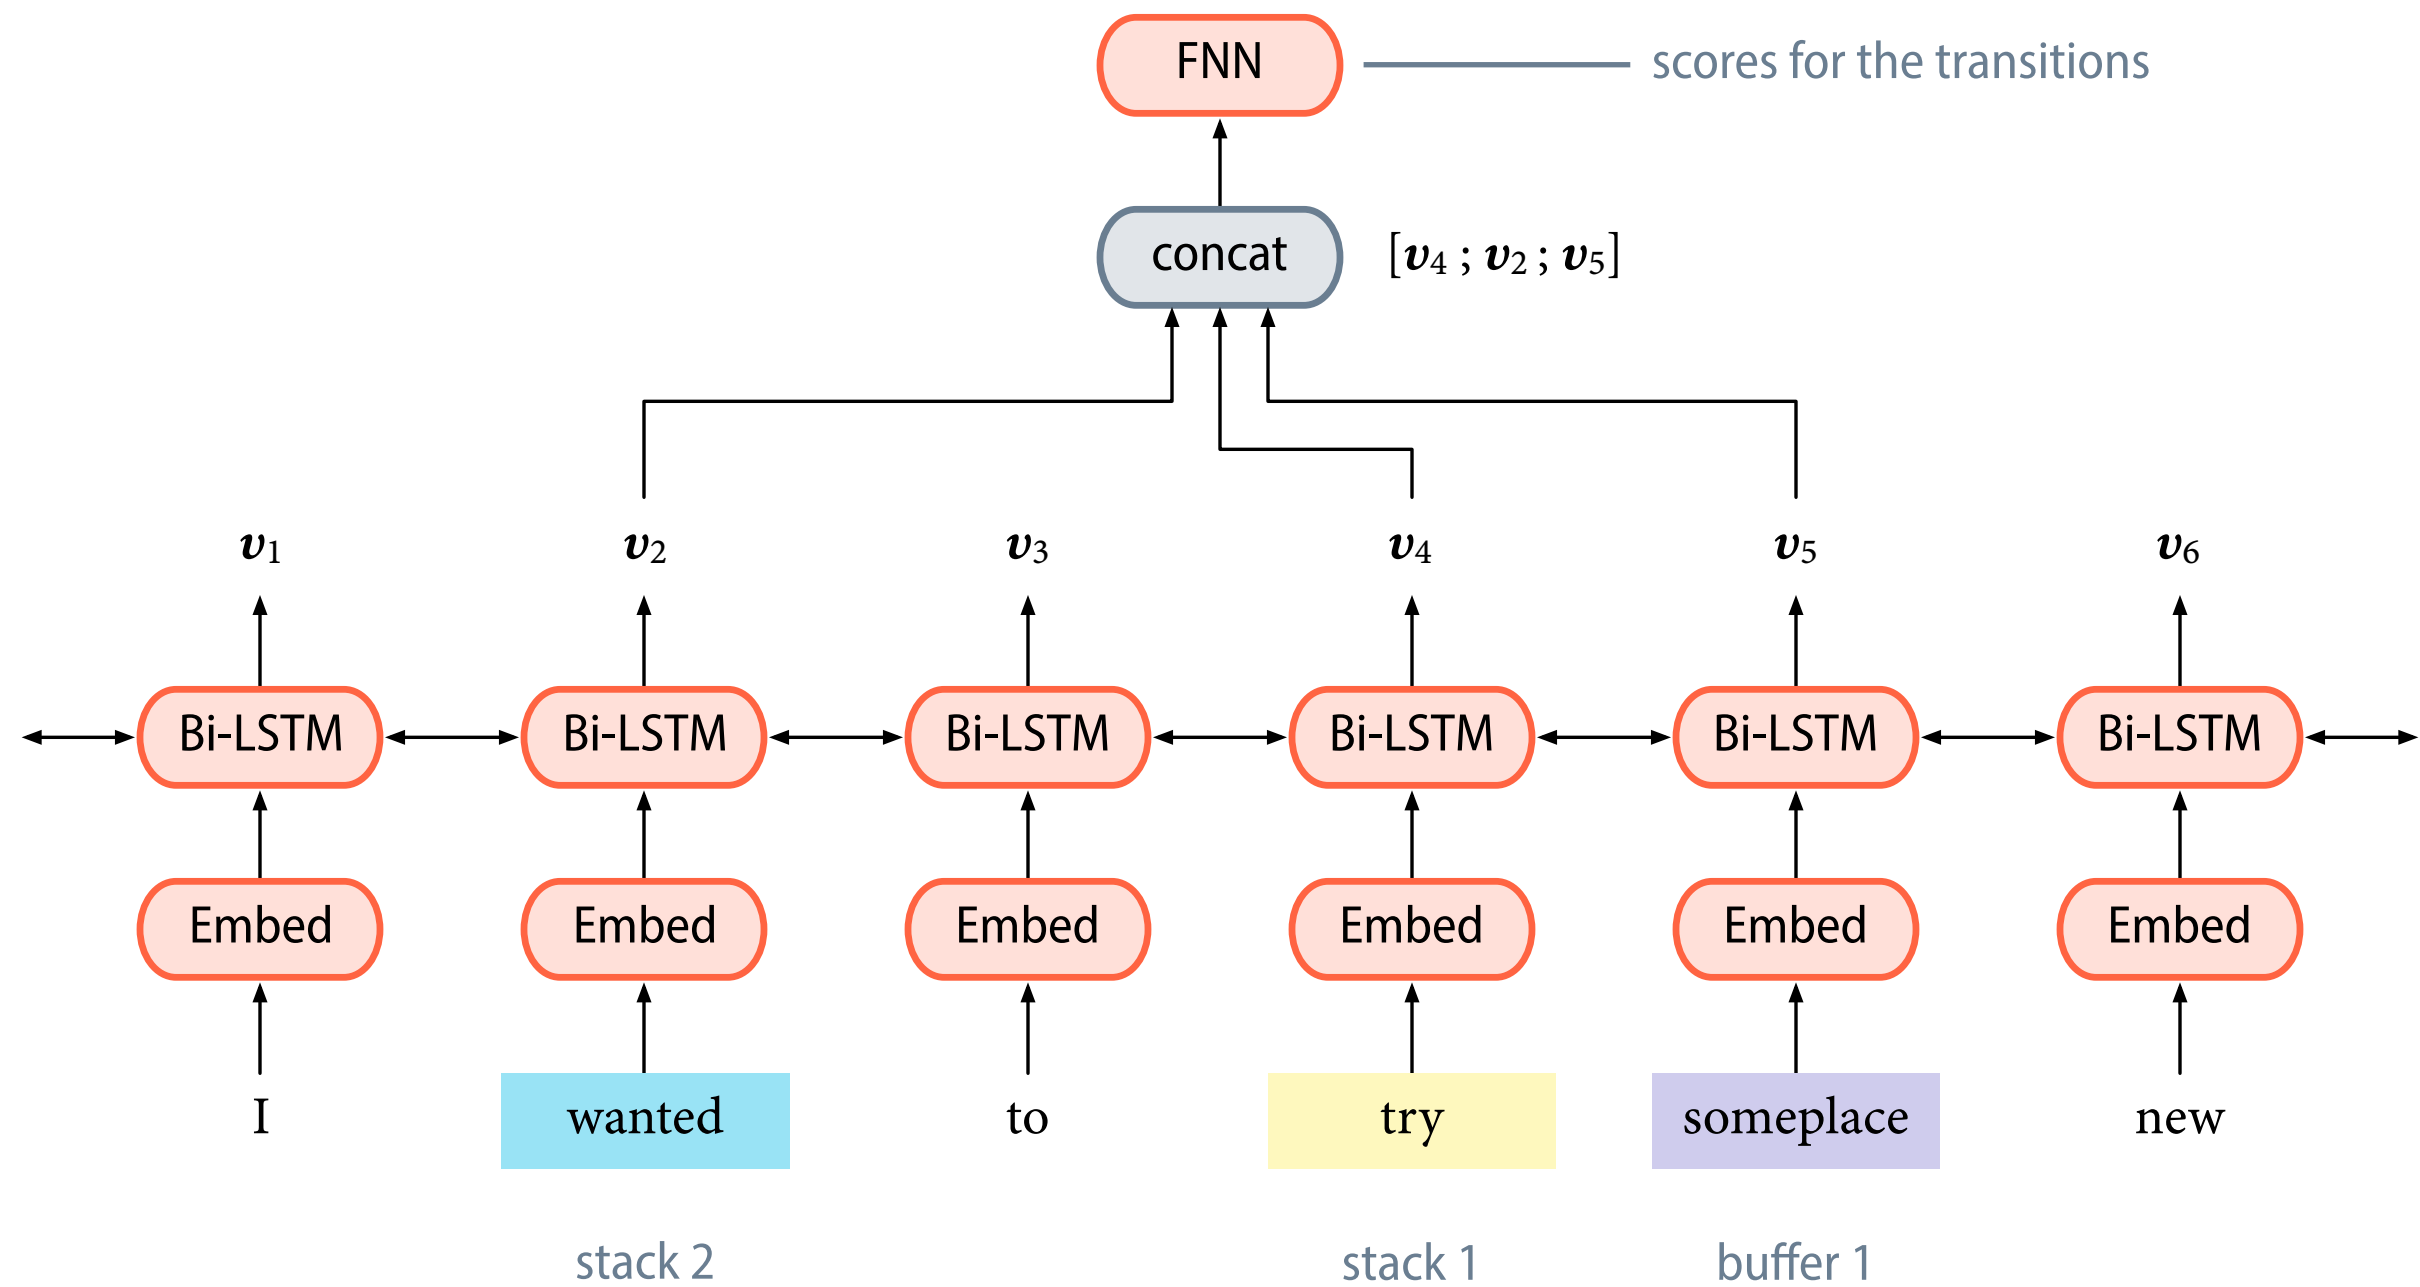 FNN scores for the transitions
concat [v4 ; v2 ; v5]
v1 v2 v3 v4 v5 v6
Bi-LSTM Bi-LSTM Bi-LSTM Bi-LSTM Bi-LSTM Bi-LSTM
Embed Embed Embed Embed Embed Embed
I wanted to try someplace new
stack 2 stack 1 buffer 1